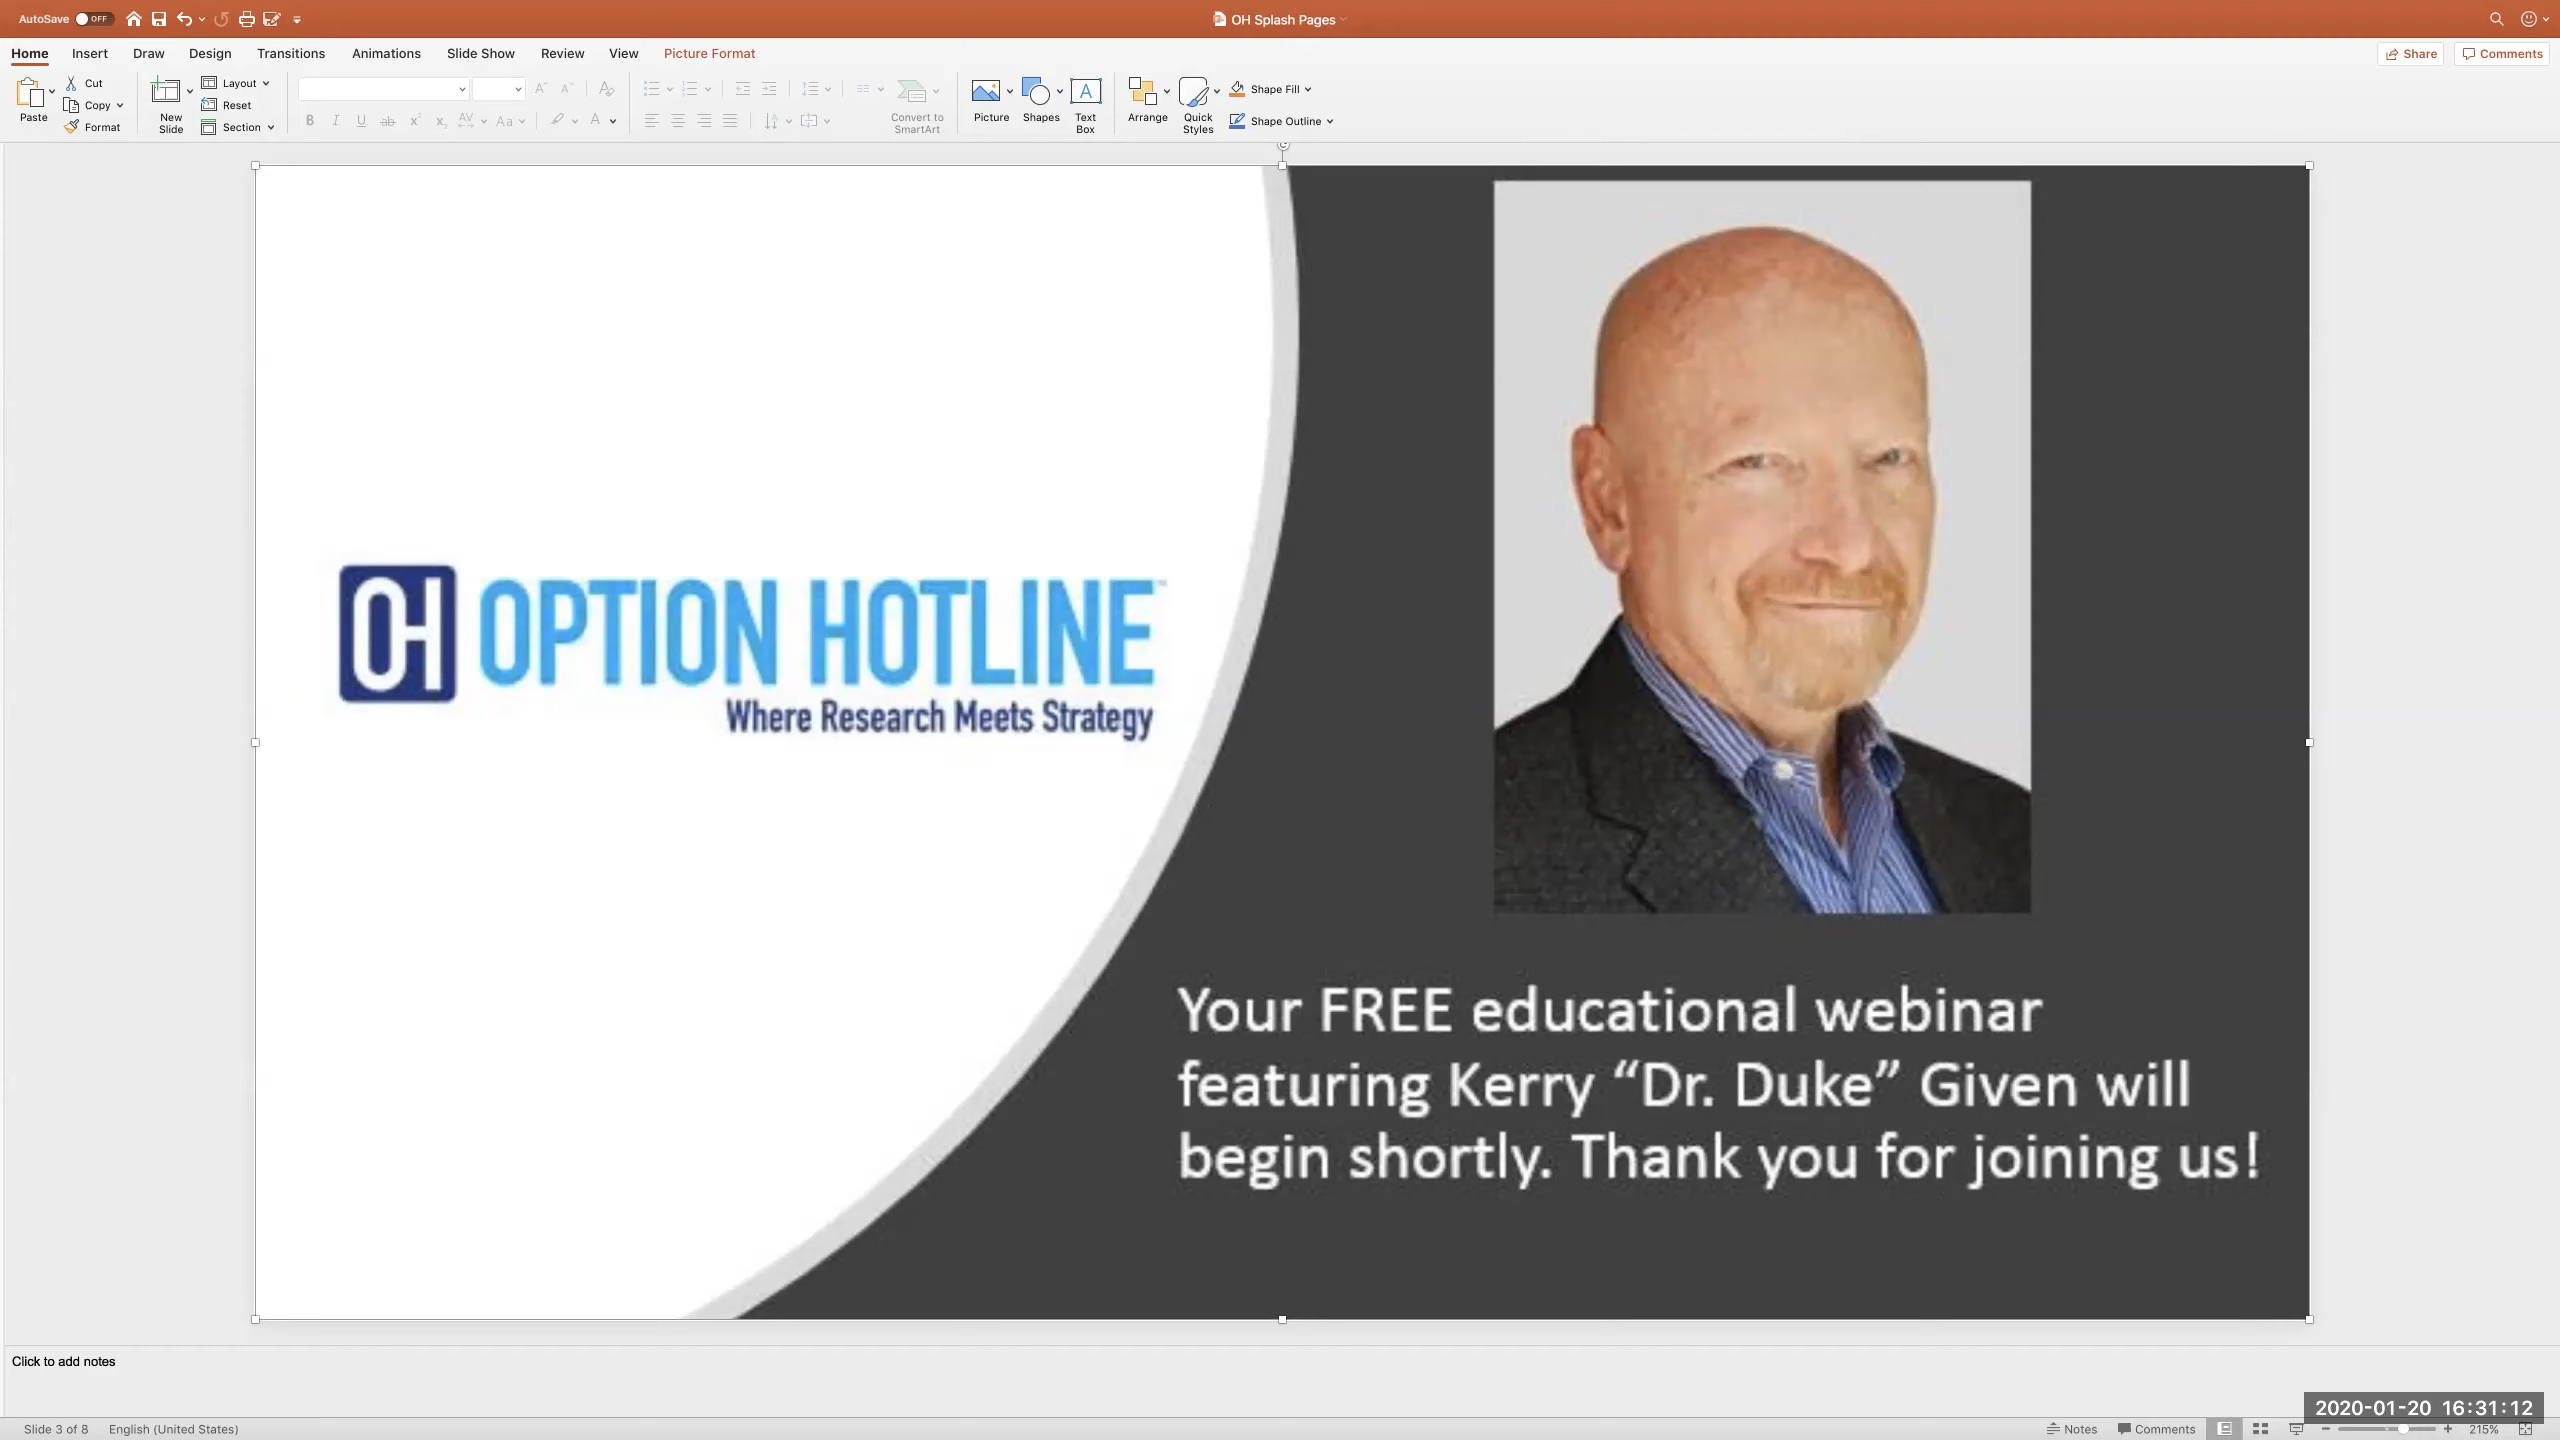 AutoSave OFF
OH Splash Pages
Home Insert Draw Design Transitions Animations Slide Show Review View Picture Format
Share Comments
Paste
Cut
Copy
Format
New
Slide
Layout
Reset
Section
Convert to
SmartArt
Picture
Shapes
Text
Box
Arrange
Quick
Styles
Shape Fill
Shape Outline
OH OPTION HOTLINE™
Where Research Meets Strategy
Your FREE educational webinar
featuring Kerry “Dr. Duke” Given will
begin shortly. Thank you for joining us!
Click to add notes
2020-01-20 16:31:12
Slide 3 of 8 English (United States)
Notes Comments 215%